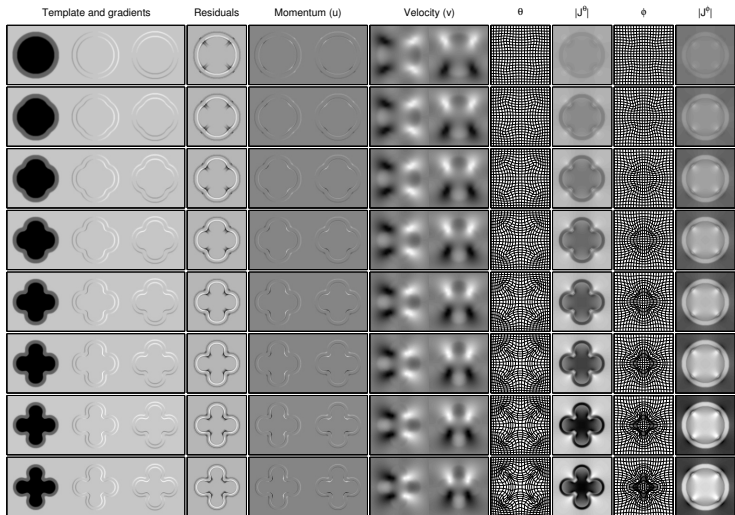 Template and gradients
Residuals
Momentum (u)
Velocity (v)
θ
|J^θ|
ϕ
|J^ϕ|